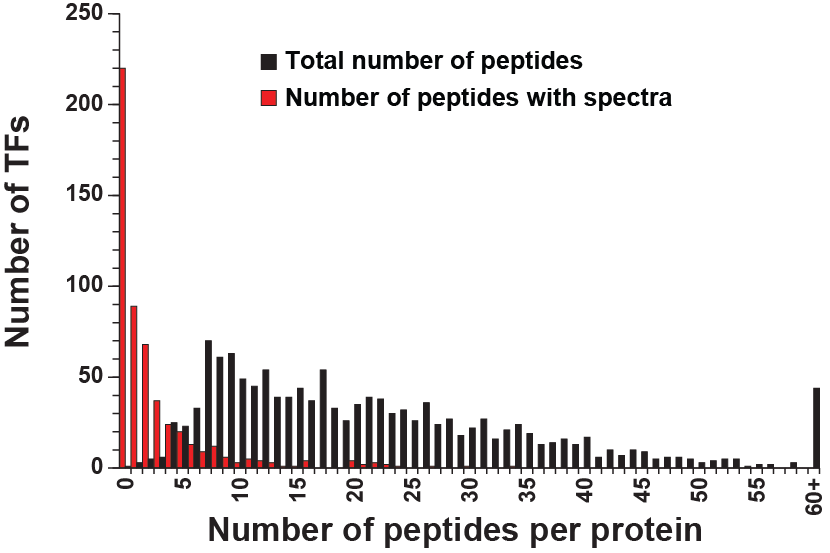 250
200
150
100
50
0
Number of TFs
Total number of peptides
Number of peptides with spectra
0 5 10 15 20 25 30 35 40 45 50 55 60+
Number of peptides per protein